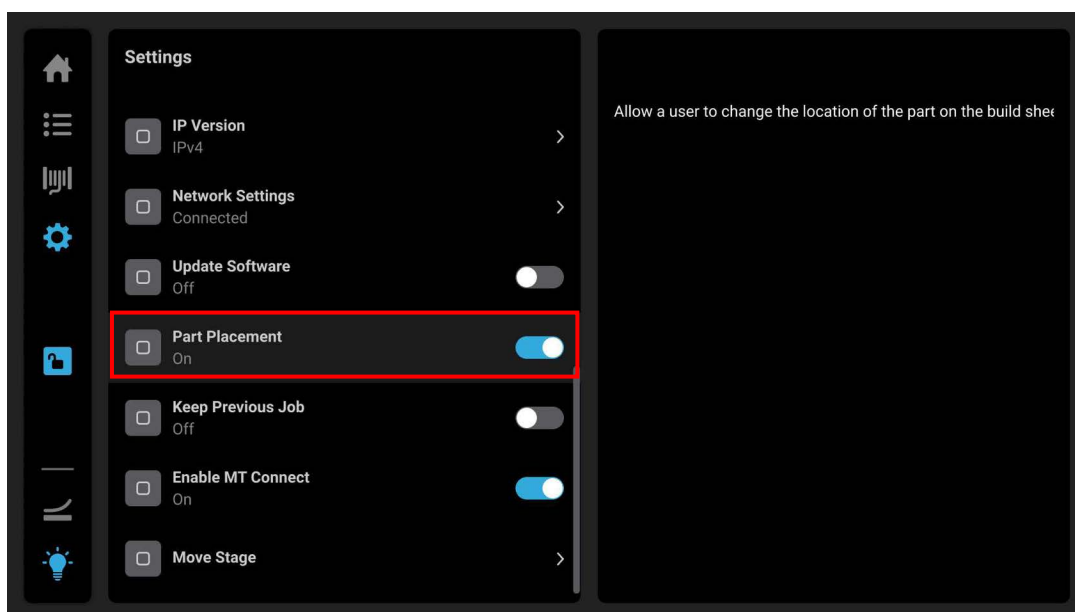 Settings
IP Version
IPv4
Network Settings
Connected
Update Software
Off
Part Placement
On
Keep Previous Job
Off
Enable MT Connect
On
Move Stage
Allow a user to change the location of the part on the build shee